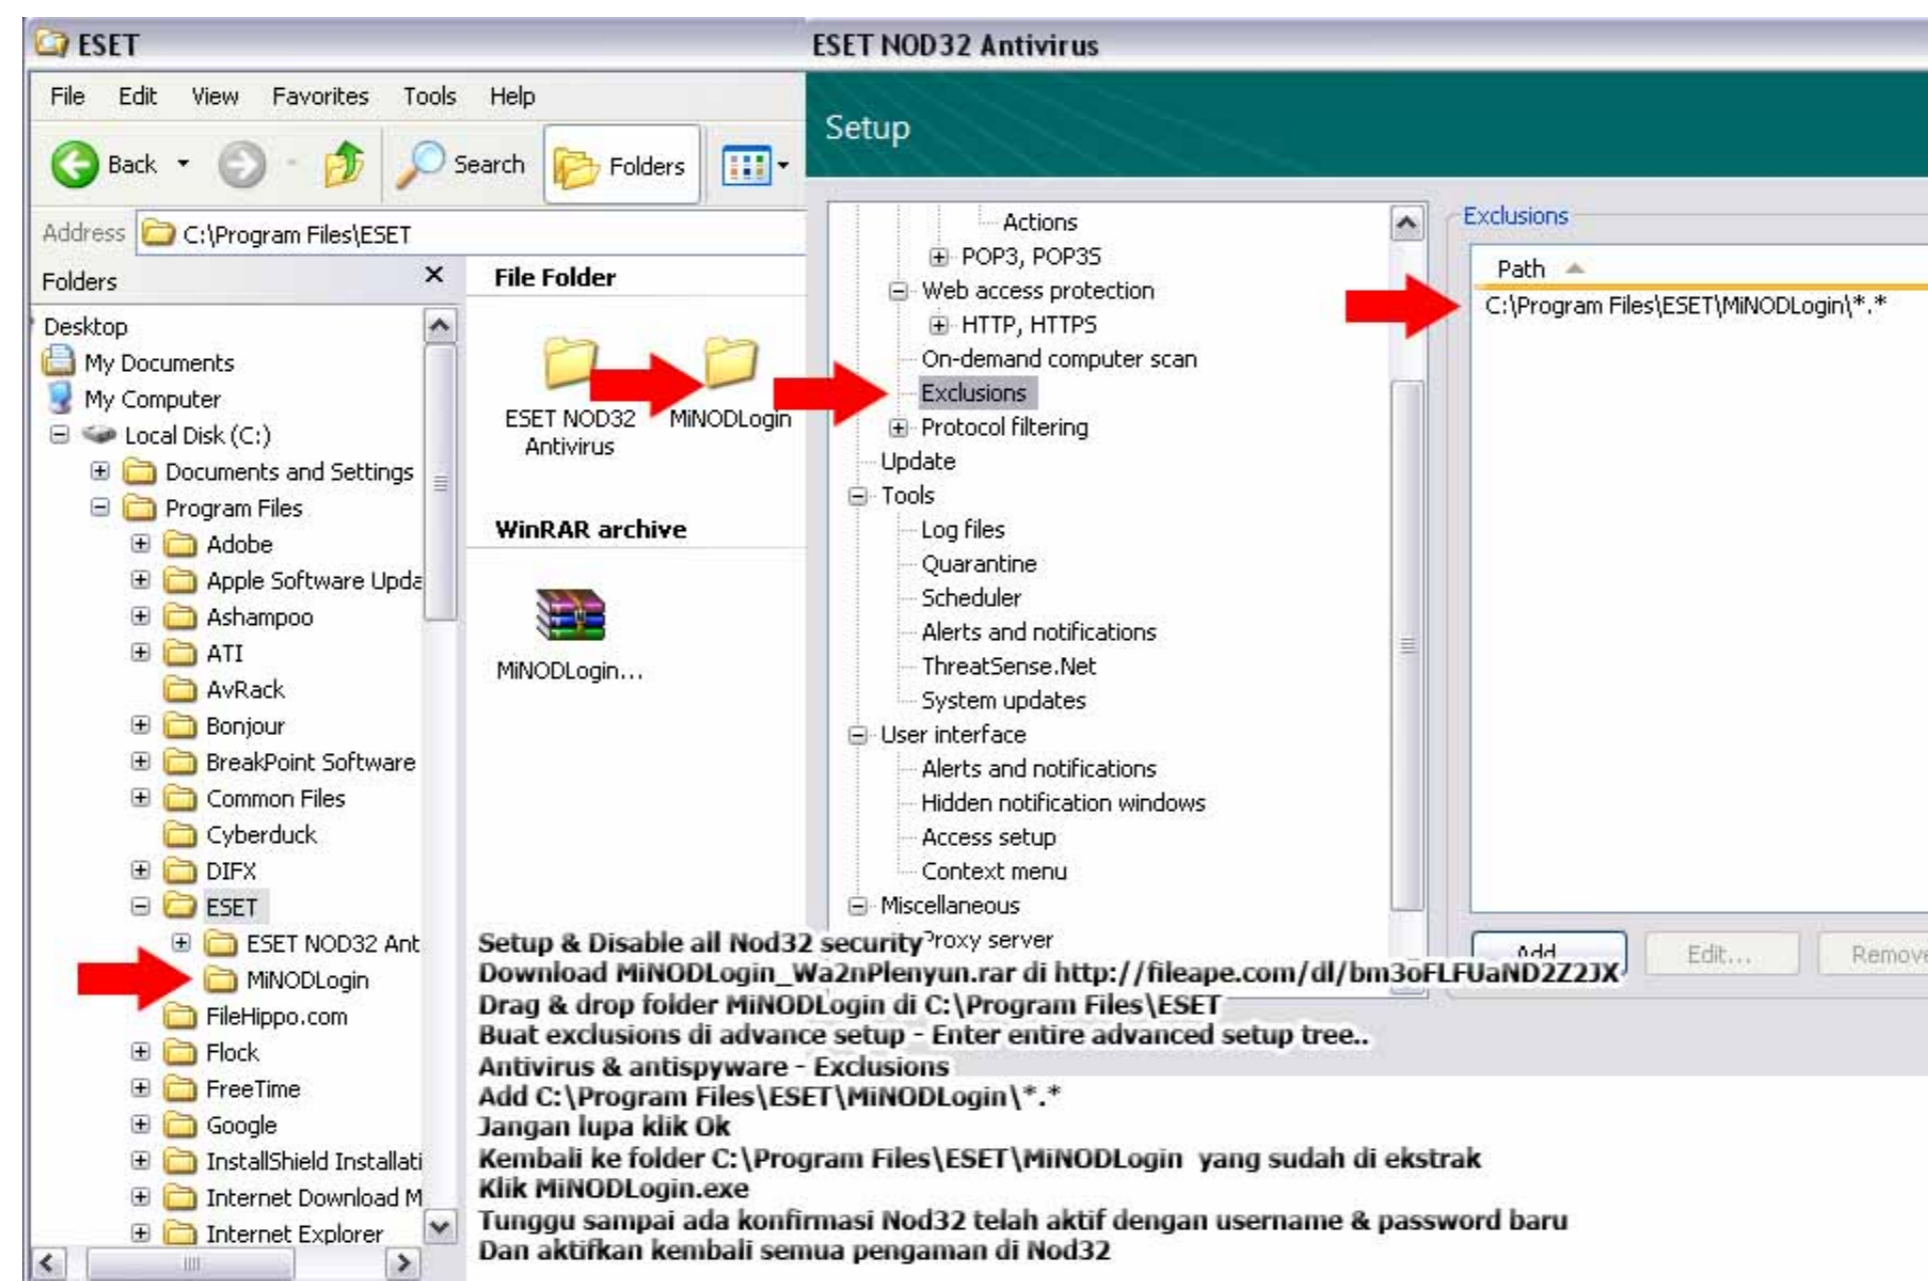 ESET
File Edit View Favorites Tools Help
Back Search Folders
Address C:\Program Files\ESET
Folders
Desktop
My Documents
My Computer
Local Disk (C:)
Documents and Settings
Program Files
Adobe
Apple Software Upda
Ashampoo
ATI
AvRack
Bonjour
BreakPoint Software
Common Files
Cyberduck
DIFX
ESET
ESET NOD32 Ant
MiNODLogin
FileHippo.com
Flock
FreeTime
Google
InstallShield Installati
Internet Download M
Internet Explorer
File Folder
ESET NOD32
Antivirus
MiNODLogin
WinRAR archive
MiNODLogin...
ESET NOD32 Antivirus
Setup
Actions
POP3, POP3S
Web access protection
HTTP, HTTPS
On-demand computer scan
Exclusions
Protocol filtering
Update
Tools
Log files
Quarantine
Scheduler
Alerts and notifications
ThreatSense.Net
System updates
User interface
Alerts and notifications
Hidden notification windows
Access setup
Context menu
Miscellaneous
Proxy server
Exclusions
Path
C:\Program Files\ESET\MiNODLogin\*.*
Add Edit... Remove
Setup & Disable all Nod32 security
Download MiNODLogin_Wa2nPlenyun.rar di http://fileape.com/dl/bm3oFLFUaND2Z2JX
Drag & drop folder MiNODLogin di C:\Program Files\ESET
Buat exclusions di advance setup - Enter entire advanced setup tree..
Antivirus & antispyware - Exclusions
Add C:\Program Files\ESET\MiNODLogin\*.*
Jangan lupa klik Ok
Kembali ke folder C:\Program Files\ESET\MiNODLogin yang sudah di ekstrak
Klik MiNODLogin.exe
Tunggu sampai ada konfirmasi Nod32 telah aktif dengan username & password baru
Dan aktifkan kembali semua pengaman di Nod32